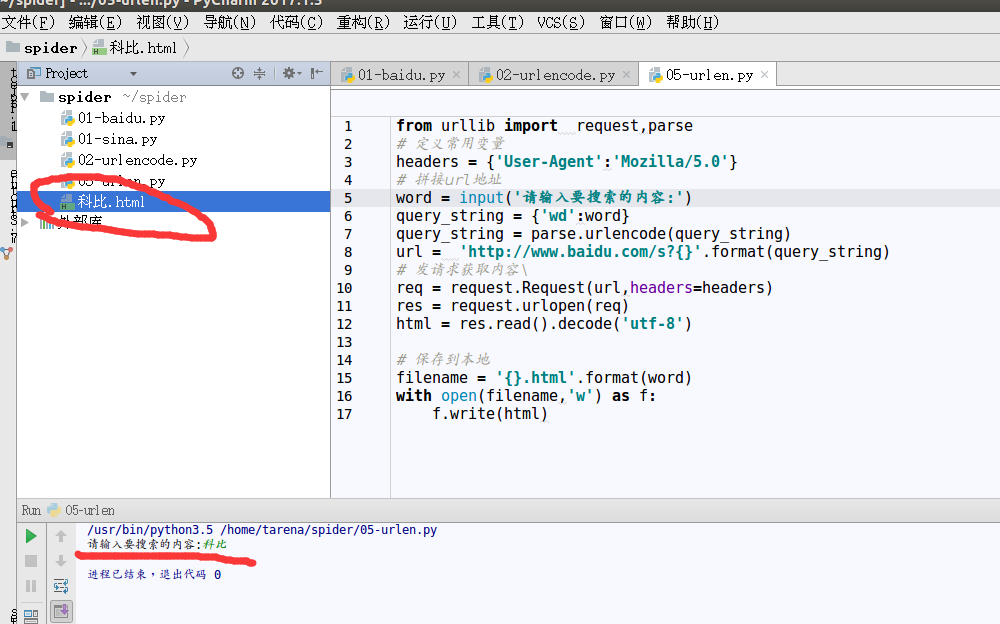 ~/spider] - .../05-urlen.py - PyCharm 2017.1.3
文件(F) 编辑(E) 视图(V) 导航(N) 代码(C) 重构(R) 运行(U) 工具(T) VCS(S) 窗口(W) 帮助(H)
spider 科比.html
Project
01-baidu.py × 02-urlencode.py × 05-urlen.py ×
spider ~/spider
01-baidu.py
01-sina.py
02-urlencode.py
05-urlen.py
科比.html
外部库
1 from urllib import request,parse
2 # 定义常用变量
3 headers = {'User-Agent':'Mozilla/5.0'}
4 # 拼接url地址
5 word = input('请输入要搜索的内容:')
6 query_string = {'wd':word}
7 query_string = parse.urlencode(query_string)
8 url = 'http://www.baidu.com/s?{}'.format(query_string)
9 # 发请求获取内容\
10 req = request.Request(url,headers=headers)
11 res = request.urlopen(req)
12 html = res.read().decode('utf-8')
13
14 # 保存到本地
15 filename = '{}.html'.format(word)
16 with open(filename,'w') as f:
17 f.write(html)
Run 05-urlen
/usr/bin/python3.5 /home/tarena/spider/05-urlen.py
请输入要搜索的内容:科比
进程已结束，退出代码 0